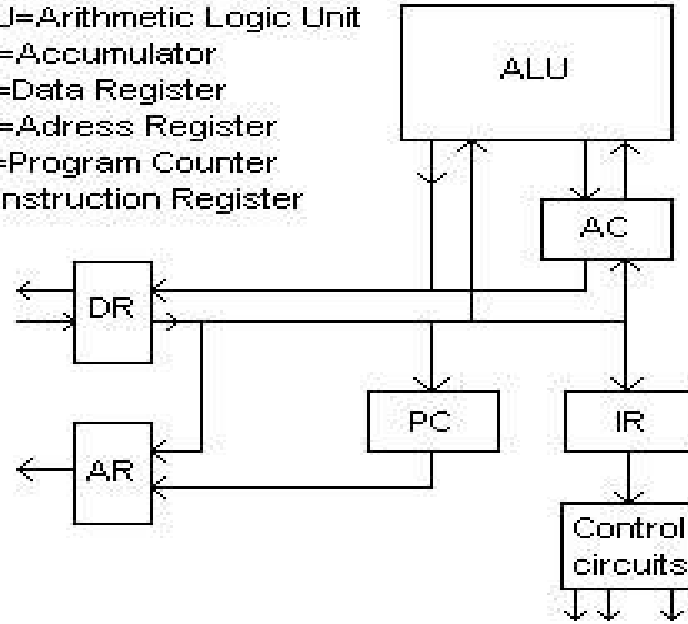 U=Arithmetic Logic Unit
=Accumulator
=Data Register
=Adress Register
=Program Counter
nstruction Register
ALU
AC
DR
PC
IR
AR
Control
circuits